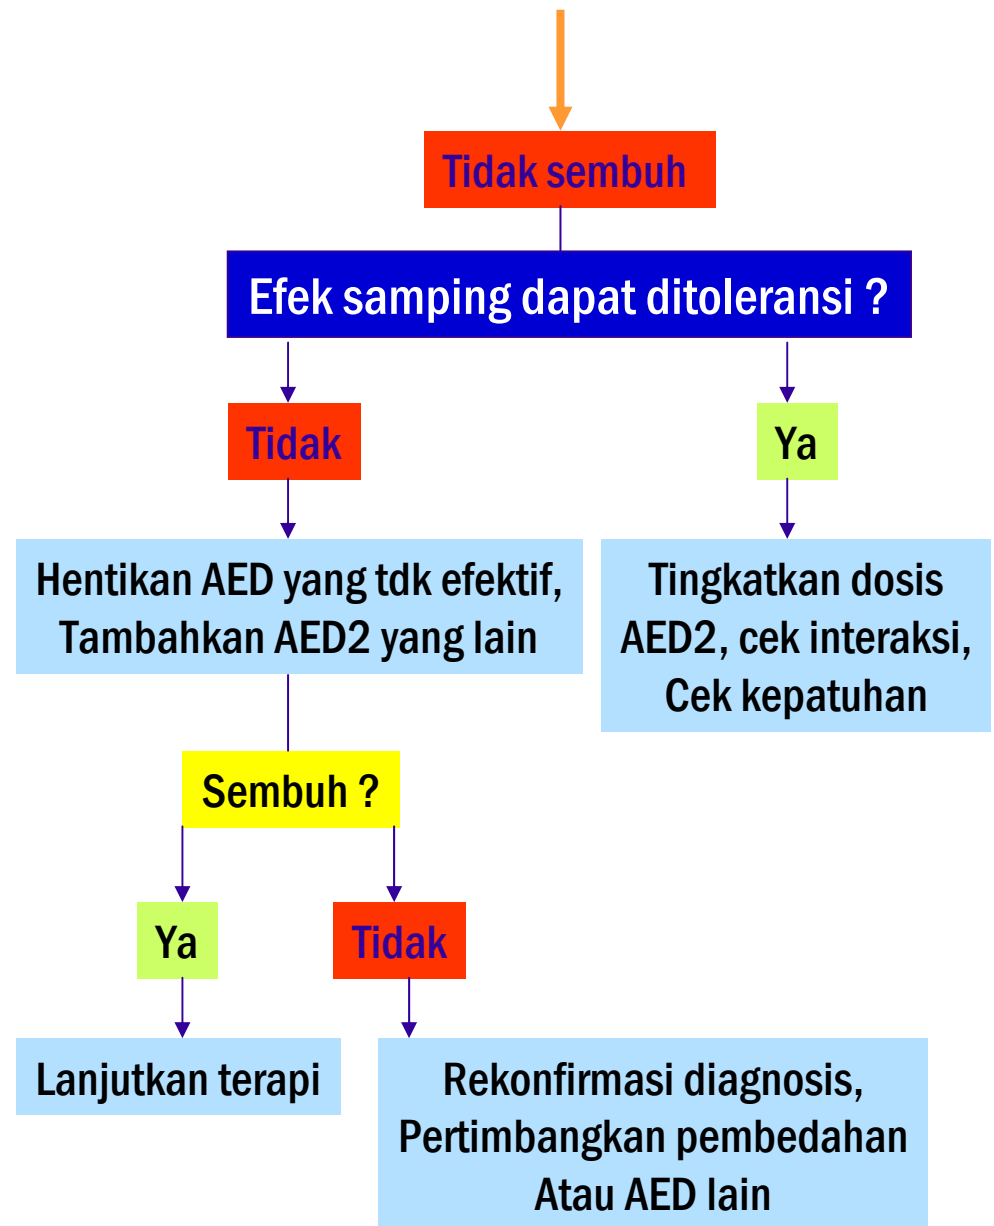 Tidak sembuh
Efek samping dapat ditoleransi ?
Tidak
Ya
Hentikan AED yang tdk efektif,
Tambahkan AED2 yang lain
Tingkatkan dosis
AED2, cek interaksi,
Cek kepatuhan
Sembuh ?
Ya
Tidak
Lanjutkan terapi
Rekonfirmasi diagnosis,
Pertimbangkan pembedahan
Atau AED lain